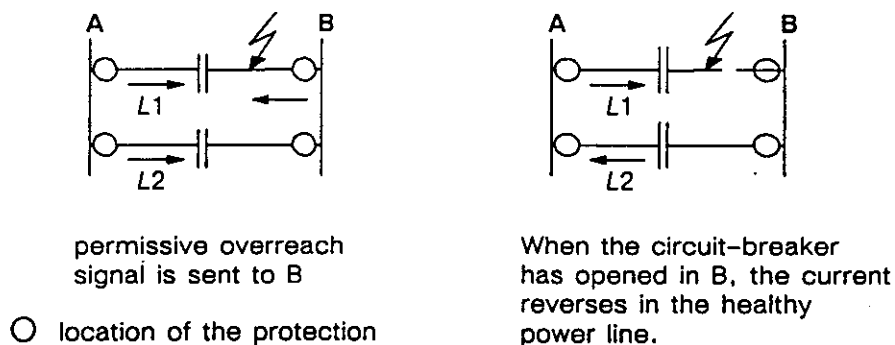 A
B
L1
L2
A
B
L1
L2
permissive overreach
signal is sent to B
location of the protection
When the circuit-breaker
has opened in B, the current
reverses in the healthy
power line.